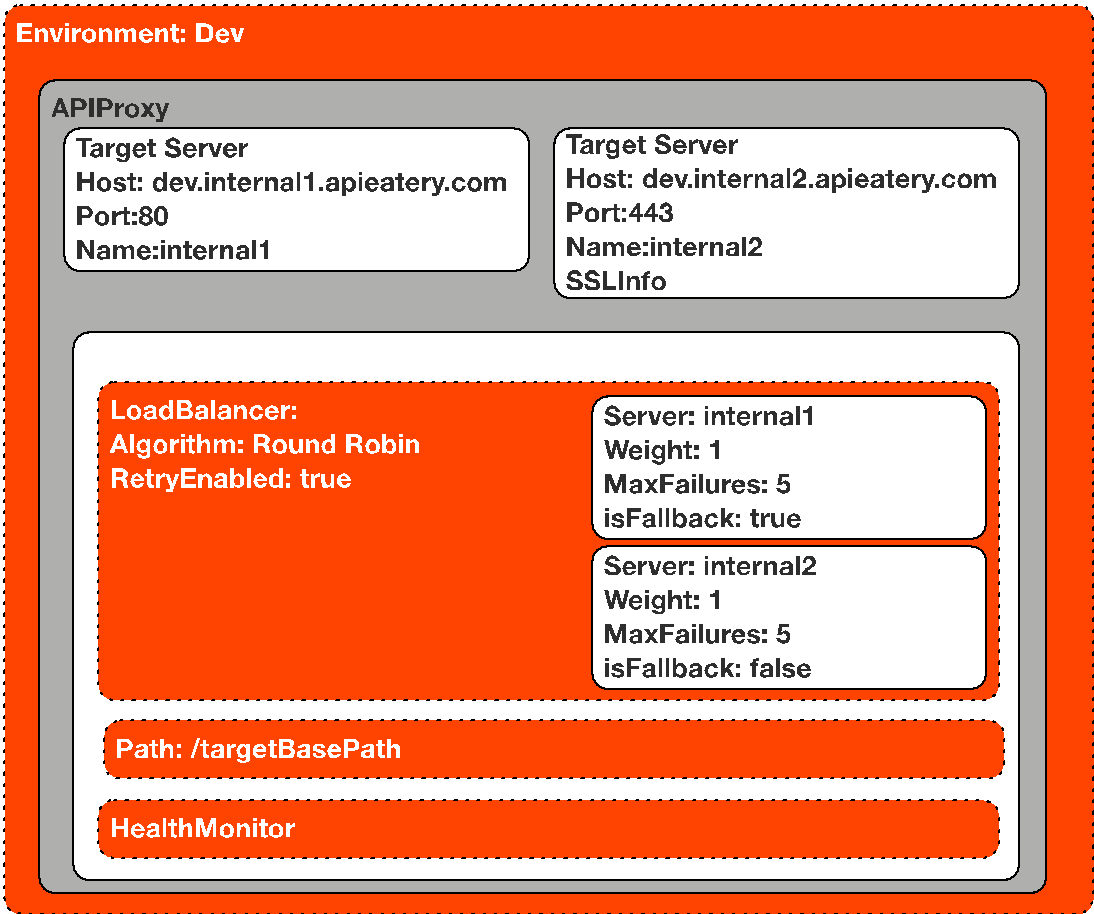 Environment: Dev
APIProxy
Target Server
Host: dev.internal1.apieatery.com
Port:80
Name:internal1
Target Server
Host: dev.internal2.apieatery.com
Port:443
Name:internal2
SSLInfo
LoadBalancer:
Algorithm: Round Robin
RetryEnabled: true
Server: internal1
Weight: 1
MaxFailures: 5
isFallback: true
Server: internal2
Weight: 1
MaxFailures: 5
isFallback: false
Path: /targetBasePath
HealthMonitor